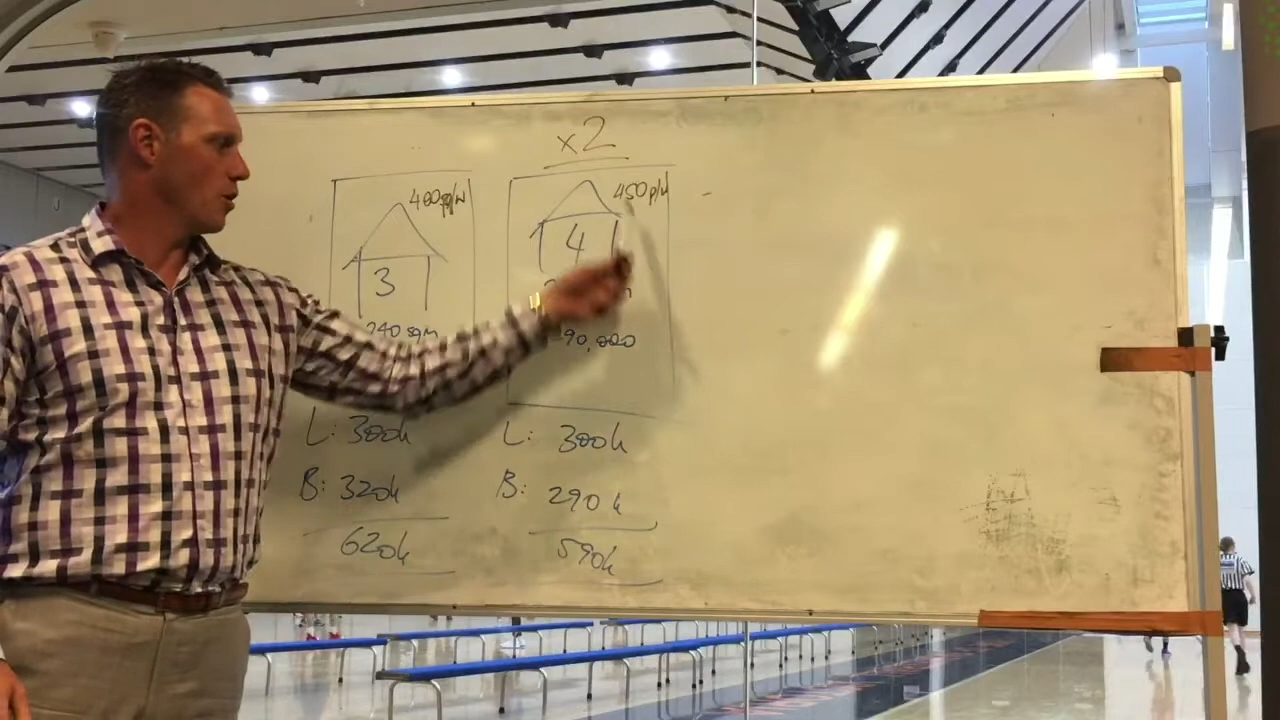 x2
400p/w
3
240 sqm
L: 300k
B: 320k
620k
450p/w
4
90,000
L: 300k
B: 290k
590k